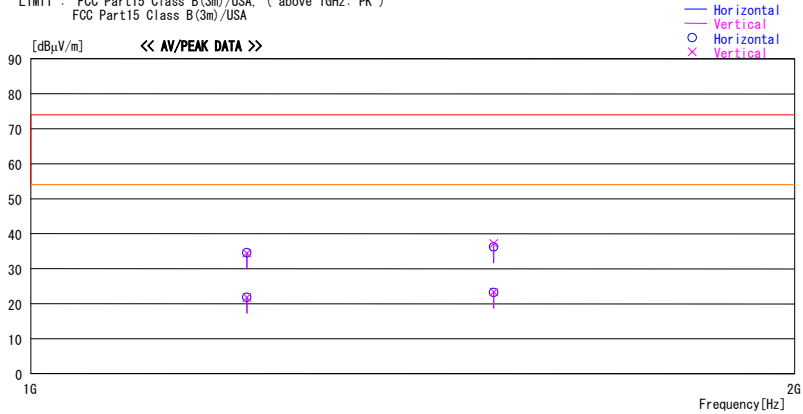 LIMIT : FCC Part15 Class B(3m)/USA, ( above 1GHz: PK )
FCC Part15 Class B(3m)/USA
Horizontal
Vertical
Horizontal
Vertical
[dBμV/m] << AV/PEAK DATA >>
90
80
70
60
50
40
30
20
10
0
1G 2G
Frequency[Hz]